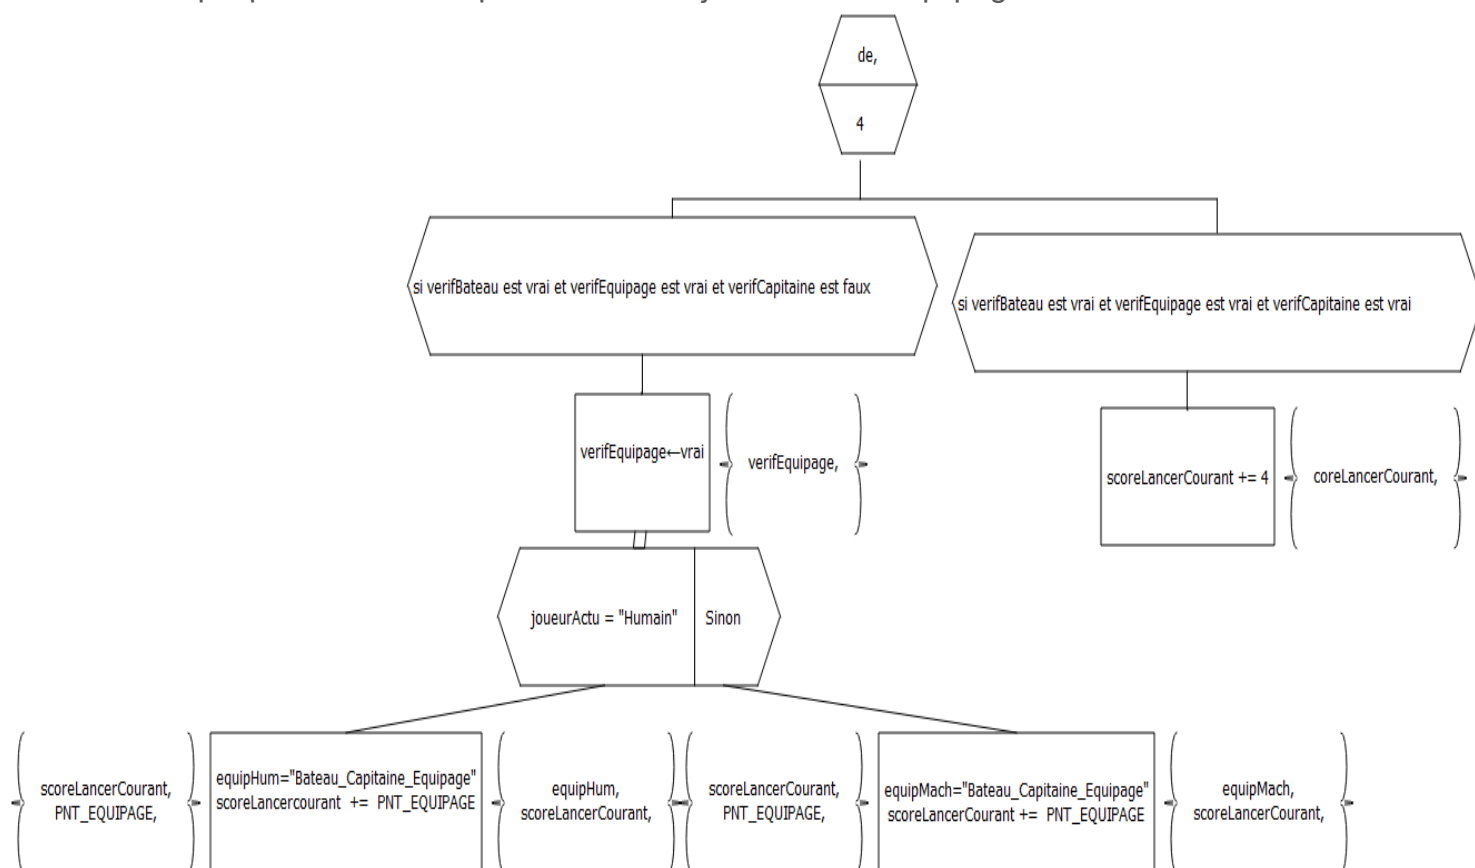 de,
4
si verifBateau est vrai et verifEquipage est vrai et verifCapitaine est faux
si verifBateau est vrai et verifEquipage est vrai et verifCapitaine est vrai
verifEquipage←vrai
verifEquipage,
scoreLancerCourant += 4
coreLancerCourant,
joueurActu = "Humain"
Sinon
scoreLancerCourant,
PNT_EQUIPAGE,
equipHum="Bateau_Capitaine_Equipage"
scoreLancercourant += PNT_EQUIPAGE
equipHum,
scoreLancerCourant,
scoreLancerCourant,
PNT_EQUIPAGE,
equipMach="Bateau_Capitaine_Equipage"
scoreLancerCourant += PNT_EQUIPAGE
equipMach,
scoreLancerCourant,